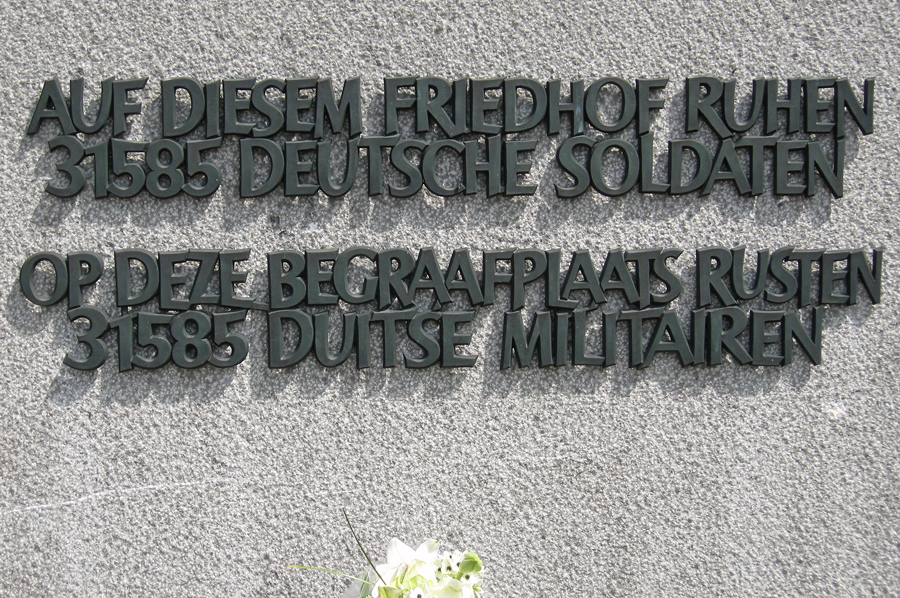 AUF DIESEM FRIEDHOF RUHEN
31585 DEUTSCHE SOLDATEN
OP DEZE BEGRAAFPLAATS RUSTEN
31585 DUITSE MILITAIREN